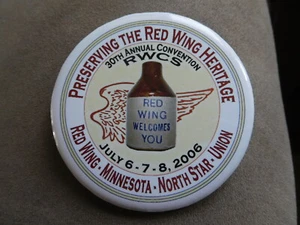 PRESERVING THE RED WING HERITAGE
30TH ANNUAL CONVENTION
RWCS
RED
WING
WELCOMES
YOU
JULY 6-7-8, 2006
RED WING · MINNESOTA · NORTH STAR · UNION